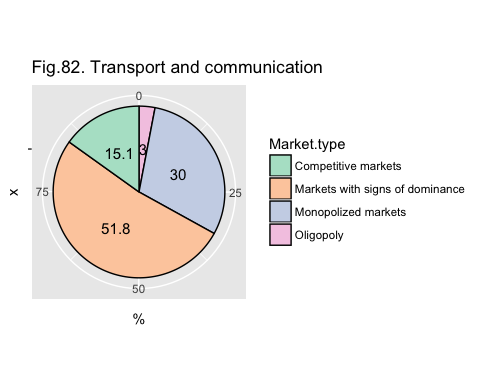 Fig.82. Transport and communication
0
15.1
3
30
75
25
51.8
50
x
%
Market.type
Competitive markets
Markets with signs of dominance
Monopolized markets
Oligopoly